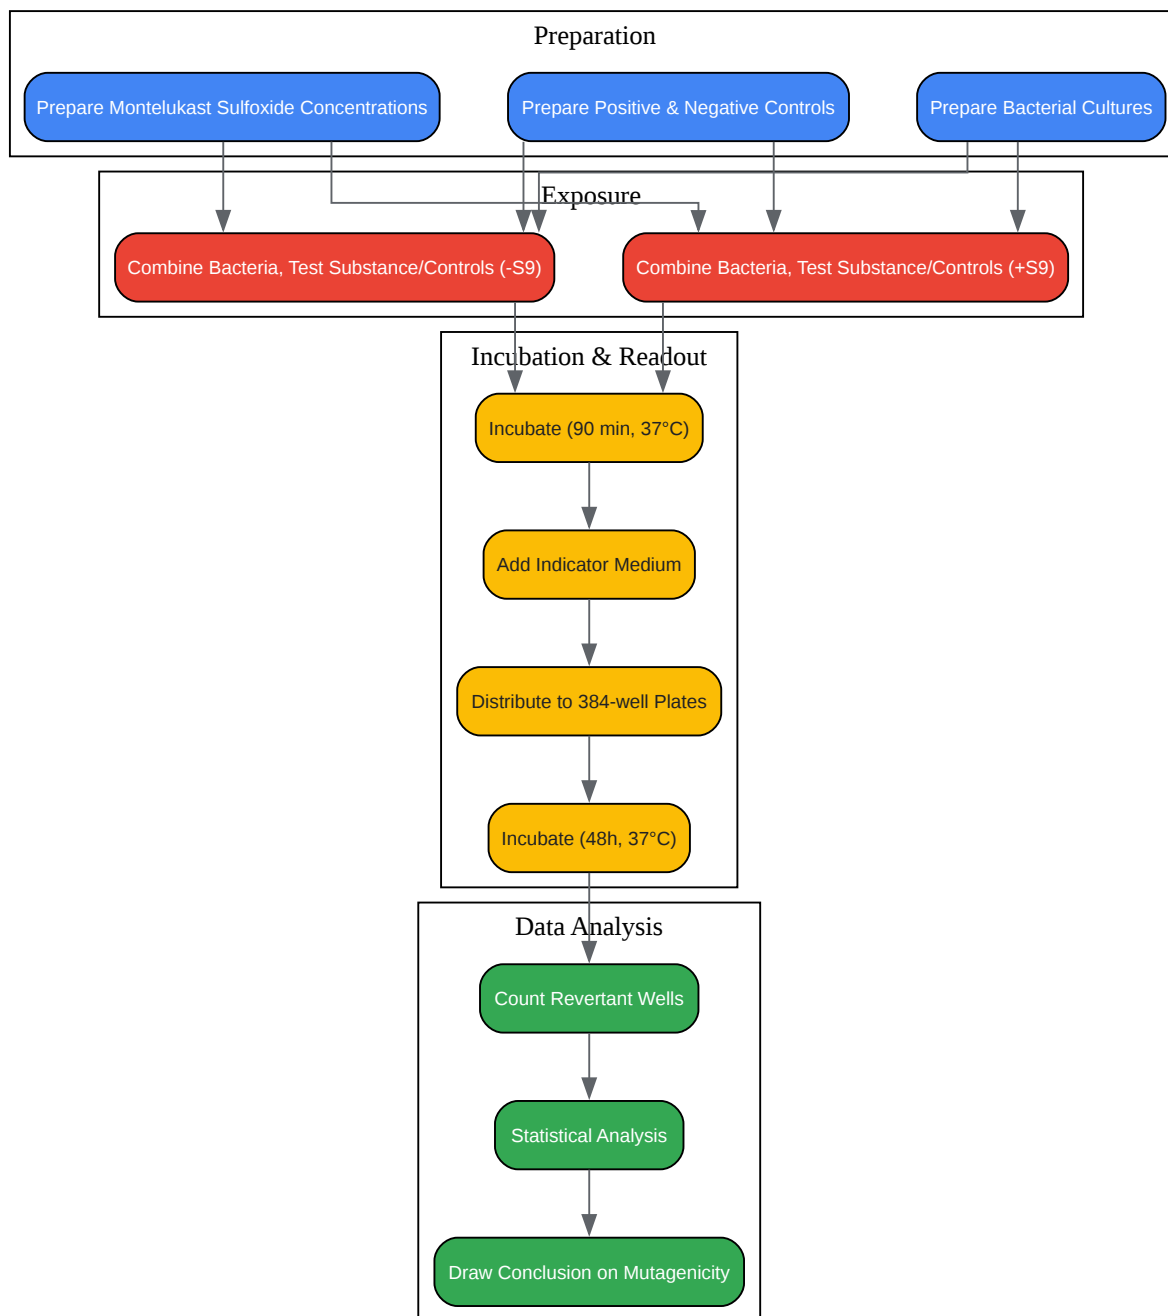 Preparation
Prepare Montelukast Sulfoxide Concentrations
Prepare Positive & Negative Controls
Prepare Bacterial Cultures
Exposure
Combine Bacteria, Test Substance/Controls (-S9)
Combine Bacteria, Test Substance/Controls (+S9)
Incubation & Readout
Incubate (90 min, 37°C)
Add Indicator Medium
Distribute to 384-well Plates
Incubate (48h, 37°C)
Data Analysis
Count Revertant Wells
Statistical Analysis
Draw Conclusion on Mutagenicity